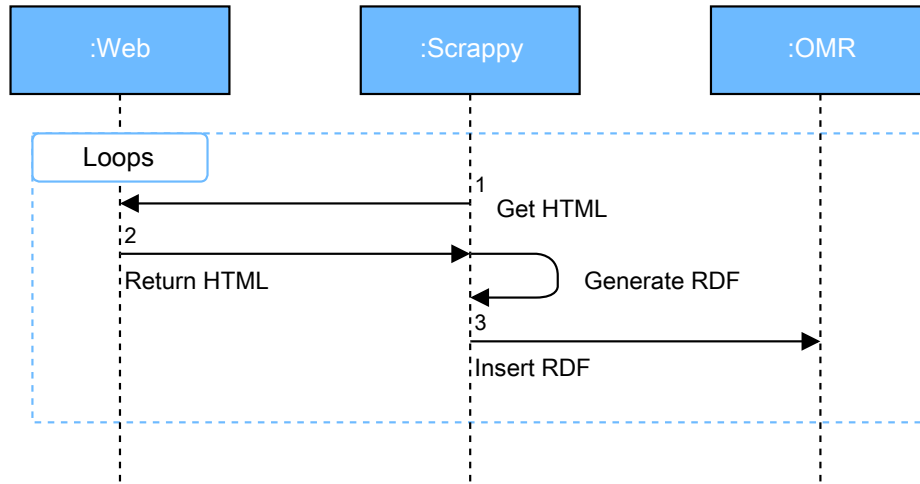 :Web
:Scrappy
:OMR
Loops
1
Get HTML
2
Return HTML
Generate RDF
3
Insert RDF